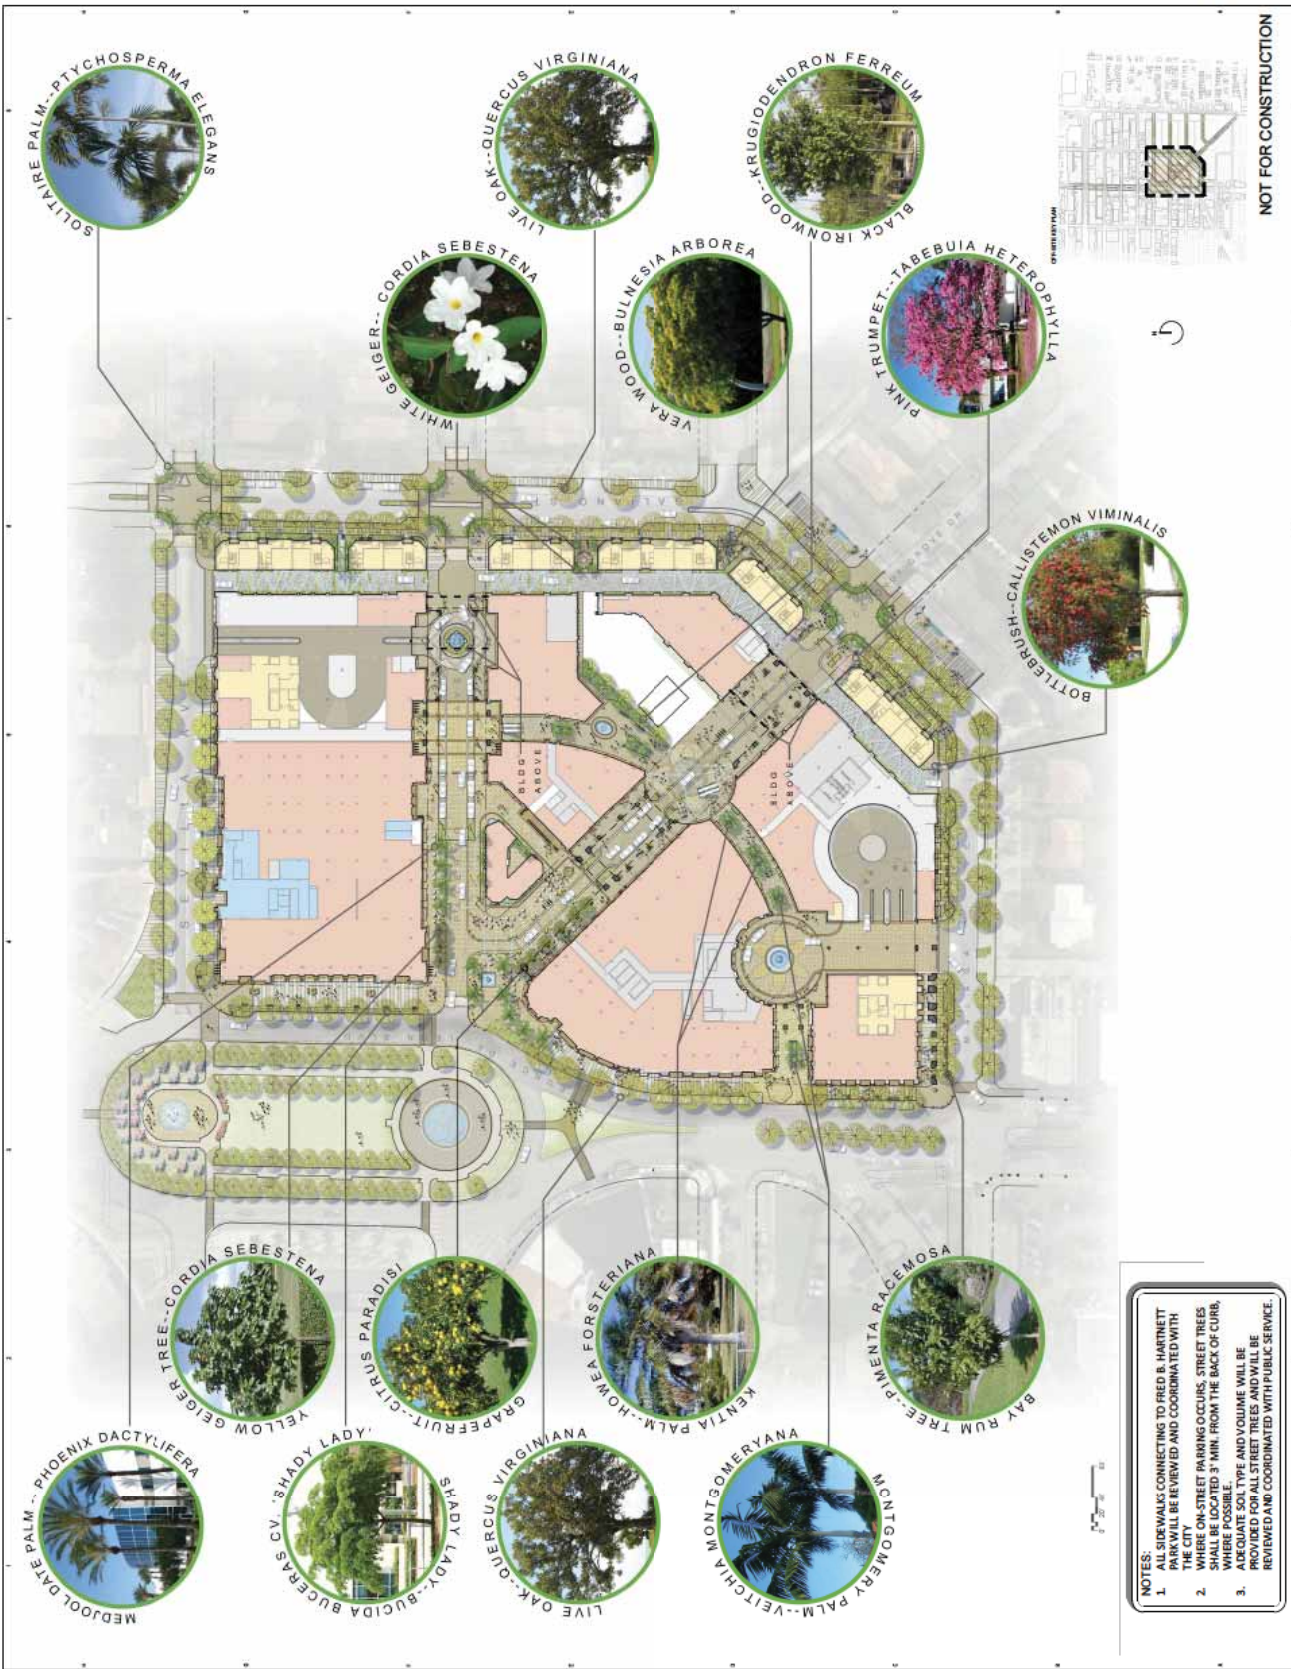 MEDJOOL DATE PALM -- PHOENIX DACTYLIFERA
YELLOW GEIGER TREE--CORDIA SEBESTENA
SHADY LADY--BUCIDA BUCERAS CV. 'SHADY LADY'
GRAPEFRUIT--CITRUS PARADISI
LIVE OAK--QUERCUS VIRGINIANA
KENTIA PALM--HOWEA FORSTERIANA
MONTGOMERY PALM--VEITCHIA MONTGOMERYANA
BAY RUM TREE--PIMENTA RACEMOSA
SOLITAIRE PALM--PTYCHOSPERMA ELEGANS
WHITE GEIGER-- CORDIA SEBESTENA
LIVE OAK--QUERCUS VIRGINIANA
VERA WOOD--BULNESIA ARBOREA
BLACK IRONWOOD--KRUGIODENDRON FERREUM
PINK TRUMPET--TABEBUIA HETEROPHYLLA
BOTTLEBRUSH--CALLISTEMON VIMINALIS
BLDG
ABOVE
BLDG
ABOVE
NOTES:
1. ALL SIDEWALKS CONNECTING TO FRED B. HARTNETT
PARK WILL BE REVIEWED AND COORDINATED WITH
THE CITY
2. WHERE ON-STREET PARKING OCCURS, STREET TREES
SHALL BE LOCATED 3' MIN. FROM THE BACK OF CURB,
WHERE POSSIBLE.
3. ADEQUATE SOIL TYPE AND VOLUME WILL BE
PROVIDED FOR ALL STREET TREES AND WILL BE
REVIEWED AND COORDINATED WITH PUBLIC SERVICE.
OFF-SITE KEY PLAN
N
NOT FOR CONSTRUCTION